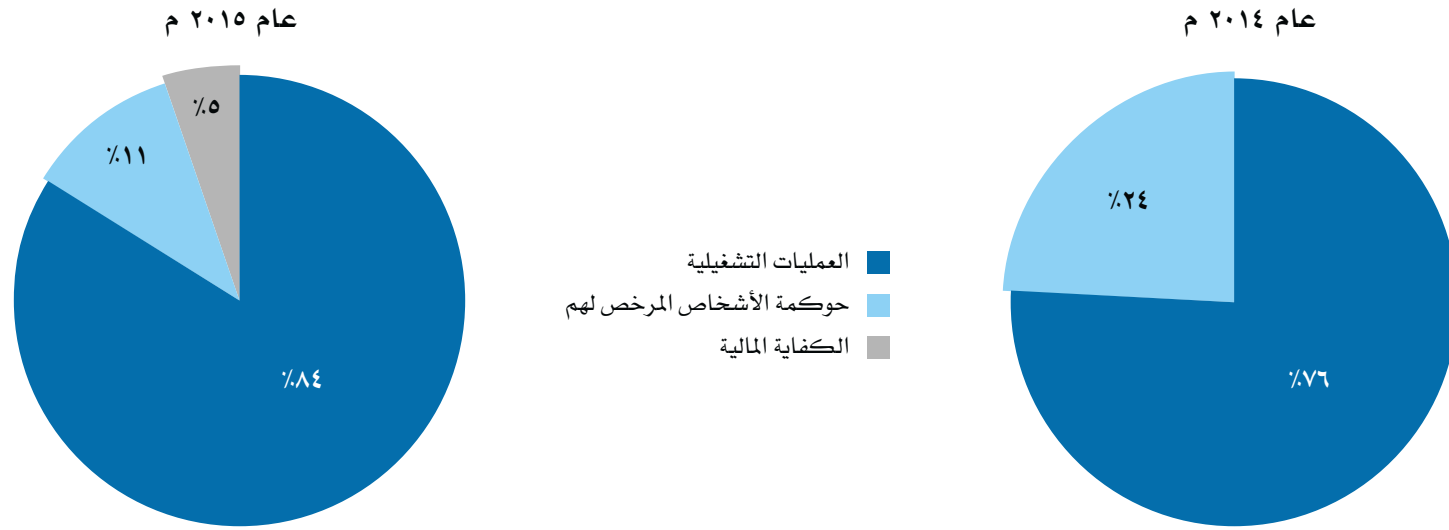 عام ٢٠١٤ م
٪٢٤
٪٧٦
العمليات التشغيلية
حوكمة الأشخاص المرخص لهم
الكفاية المالية
عام ٢٠١٥ م
٪٥
٪١١
٪٨٤